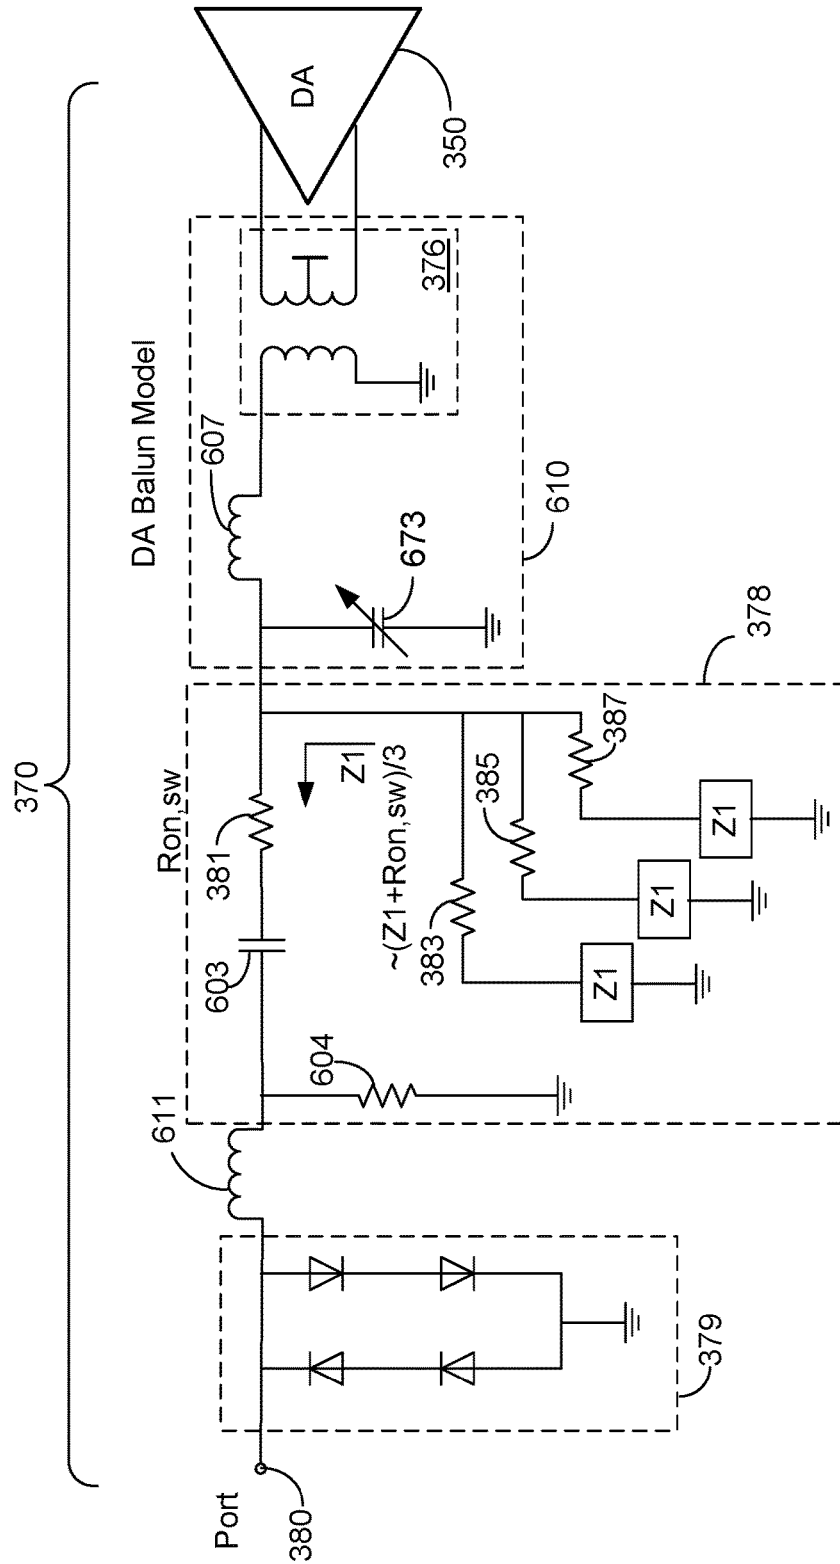 370
DA Balun Model
DA
350
376
607
673
610
378
Ron,sw
381
603
Z1
~(Z1+Ron,sw)/3
383
385
387
Z1
Z1
Z1
604
611
379
Port
380